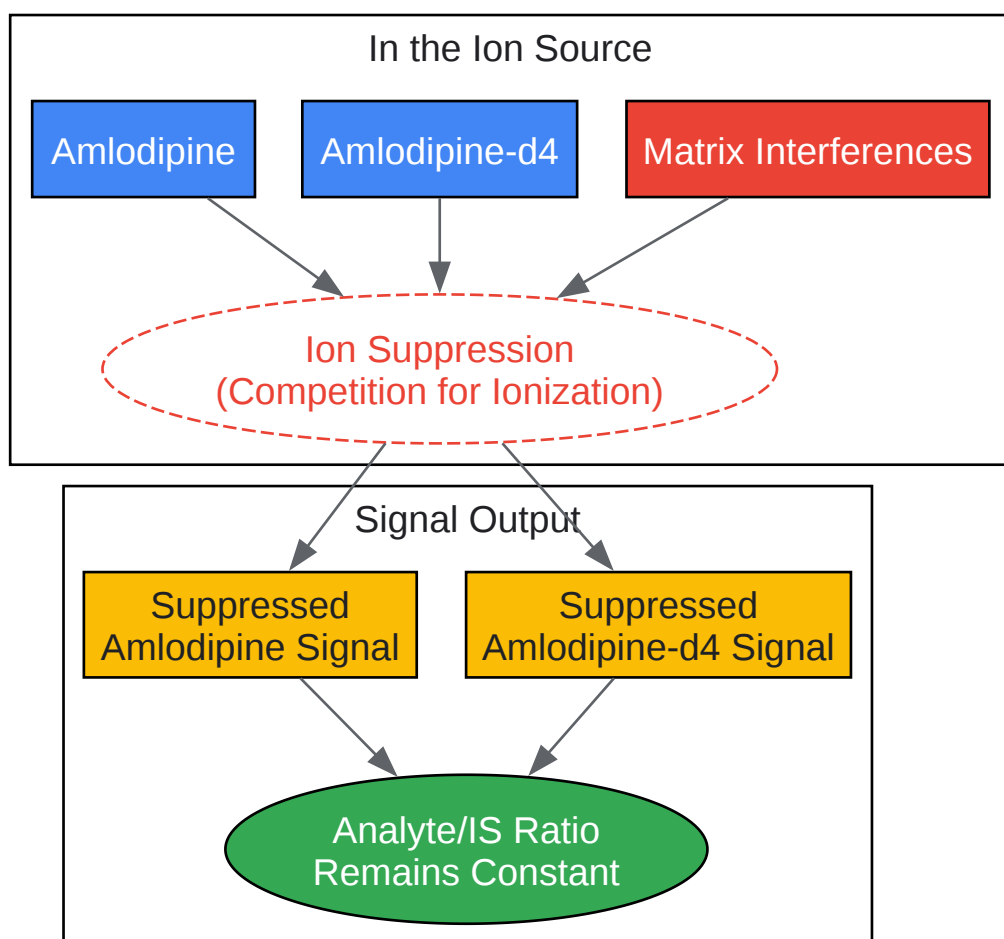 In the Ion Source
Amlodipine
Amlodipine-d4
Matrix Interferences
Ion Suppression
(Competition for Ionization)
Signal Output
Suppressed
Amlodipine Signal
Suppressed
Amlodipine-d4 Signal
Analyte/IS Ratio
Remains Constant